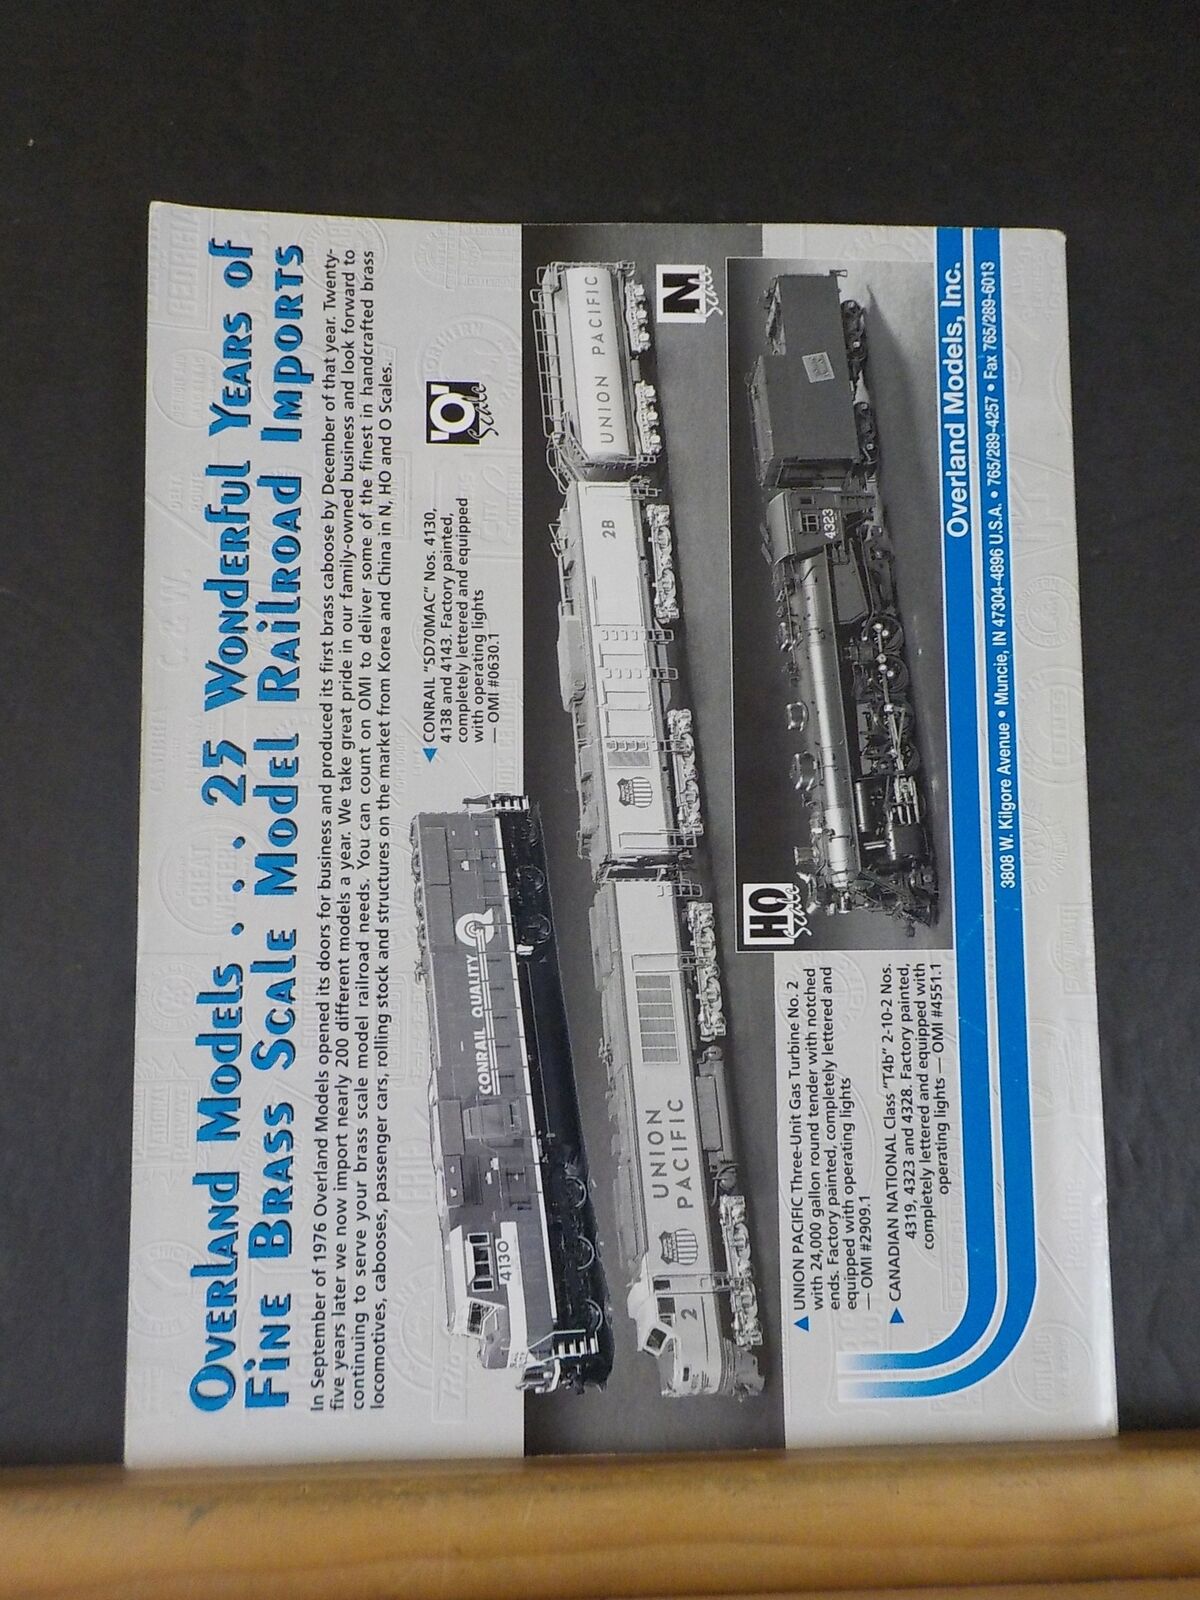 Overland Models . . . 25 Wonderful Years of
Fine Brass Scale Model Railroad Imports
In September of 1976 Overland Models opened its doors for business and produced its first brass caboose by December of that year. Twenty-
five years later we now import nearly 200 different models a year. We take great pride in our family-owned business and look forward to
continuing to serve your brass scale model railroad needs. You can count on OMI to deliver some of the finest in handcrafted brass
locomotives, cabooses, passenger cars, rolling stock and structures on the market from Korea and China in N, HO and O Scales.
◀ CONRAIL "SD70MAC" Nos. 4130,
4138 and 4143. Factory painted,
completely lettered and equipped
with operating lights
— OMI #0630.1
"O"
Scale
CONRAIL QUALITY
4130
UNION PACIFIC
2B
UNION
PACIFIC
2
N
Scale
HO
Scale
4323
▲ UNION PACIFIC Three-Unit Gas Turbine No. 2
with 24,000 gallon round tender with notched
ends. Factory painted, completely lettered and
equipped with operating lights
— OMI #2909.1
▶ CANADIAN NATIONAL Class "T4b" 2-10-2 Nos.
4319, 4323 and 4328. Factory painted,
completely lettered and equipped with
operating lights — OMI #4551.1
Overland Models, Inc.
3808 W. Kilgore Avenue • Muncie, IN 47304-4896 U.S.A. • 765/289-4257 • Fax 765/289-6013